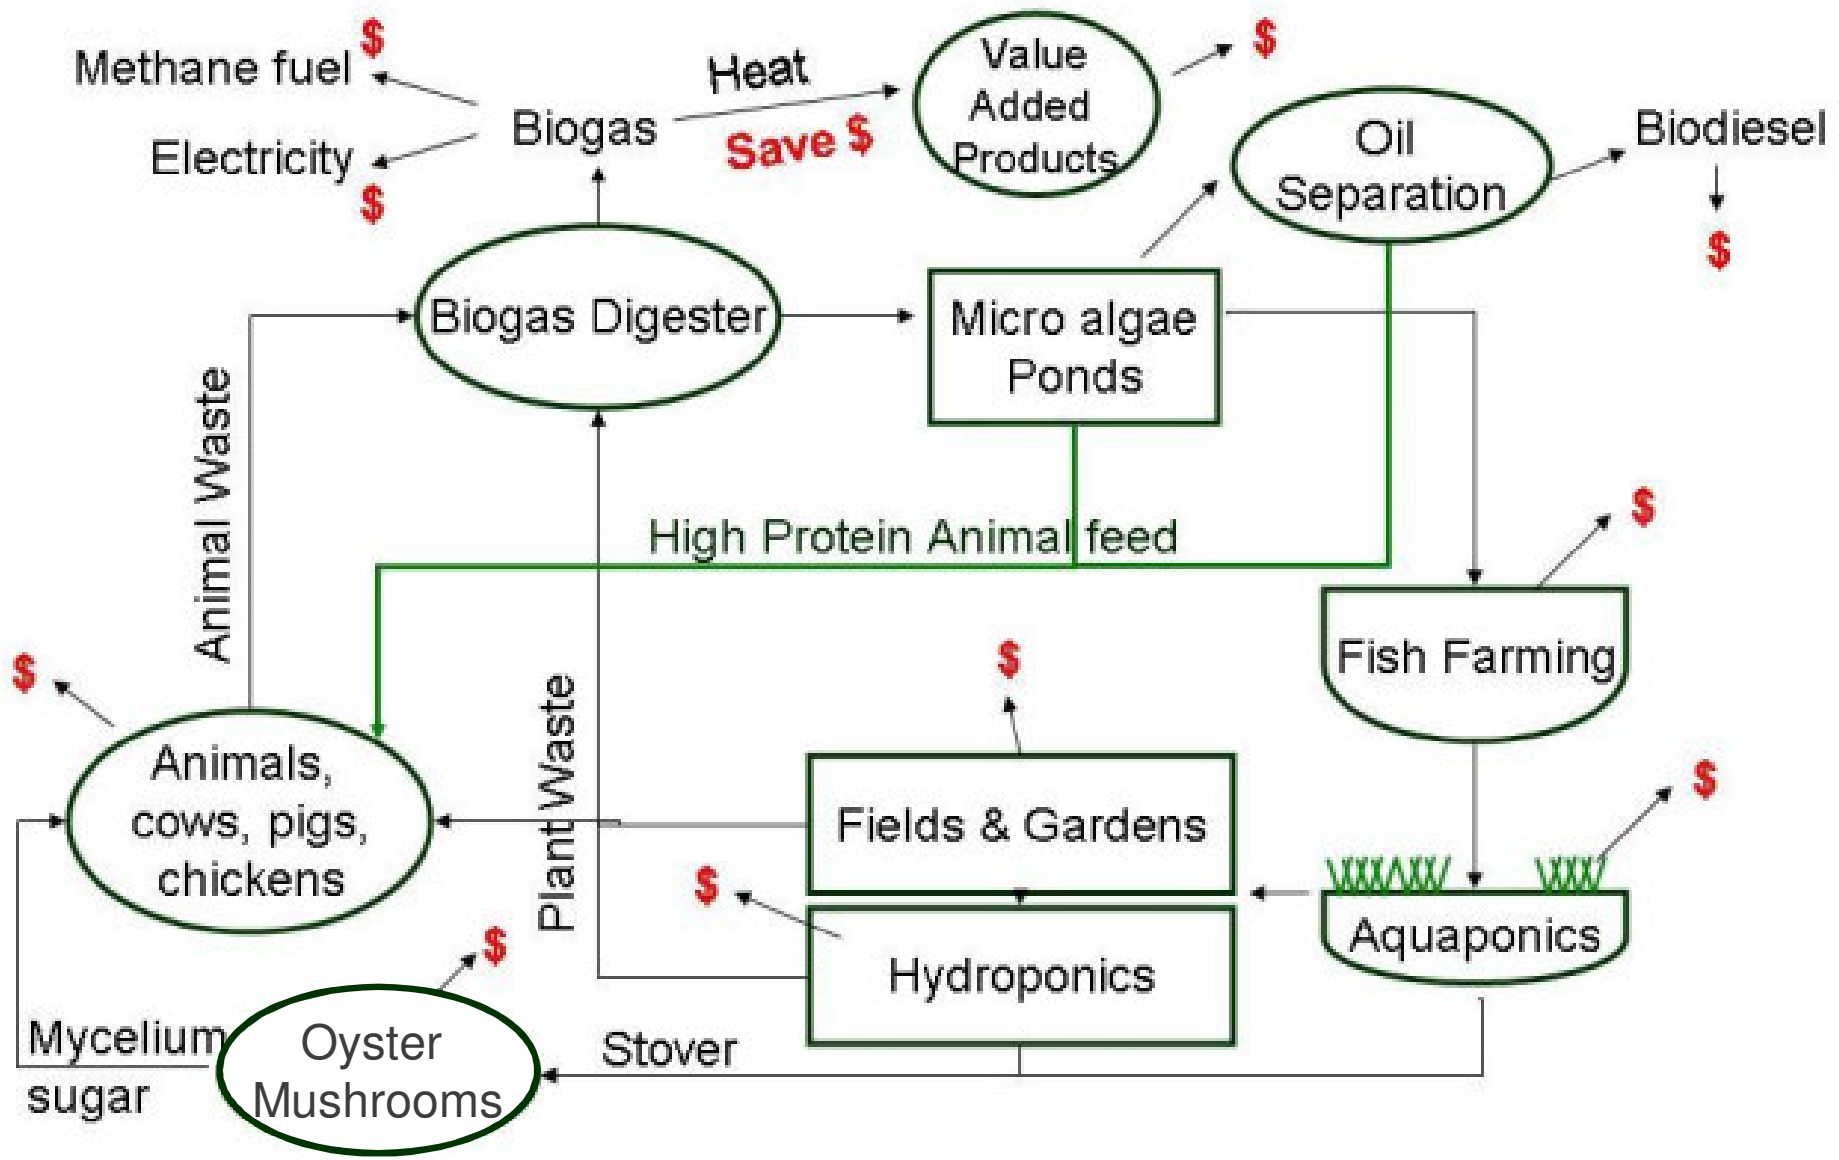 $
Methane fuel
Heat
Value
Added
Products
$
Biogas
Save $
Electricity
$
Oil
Separation
Biodiesel
$
Biogas Digester
Micro algae
Ponds
Animal Waste
High Protein Animal feed
$
Fish Farming
$
$
Animals,
cows, pigs,
chickens
Plant Waste
Fields & Gardens
$
$
Aquaponics
Hydroponics
$
Mycelium
sugar
Oyster
Mushrooms
Stover